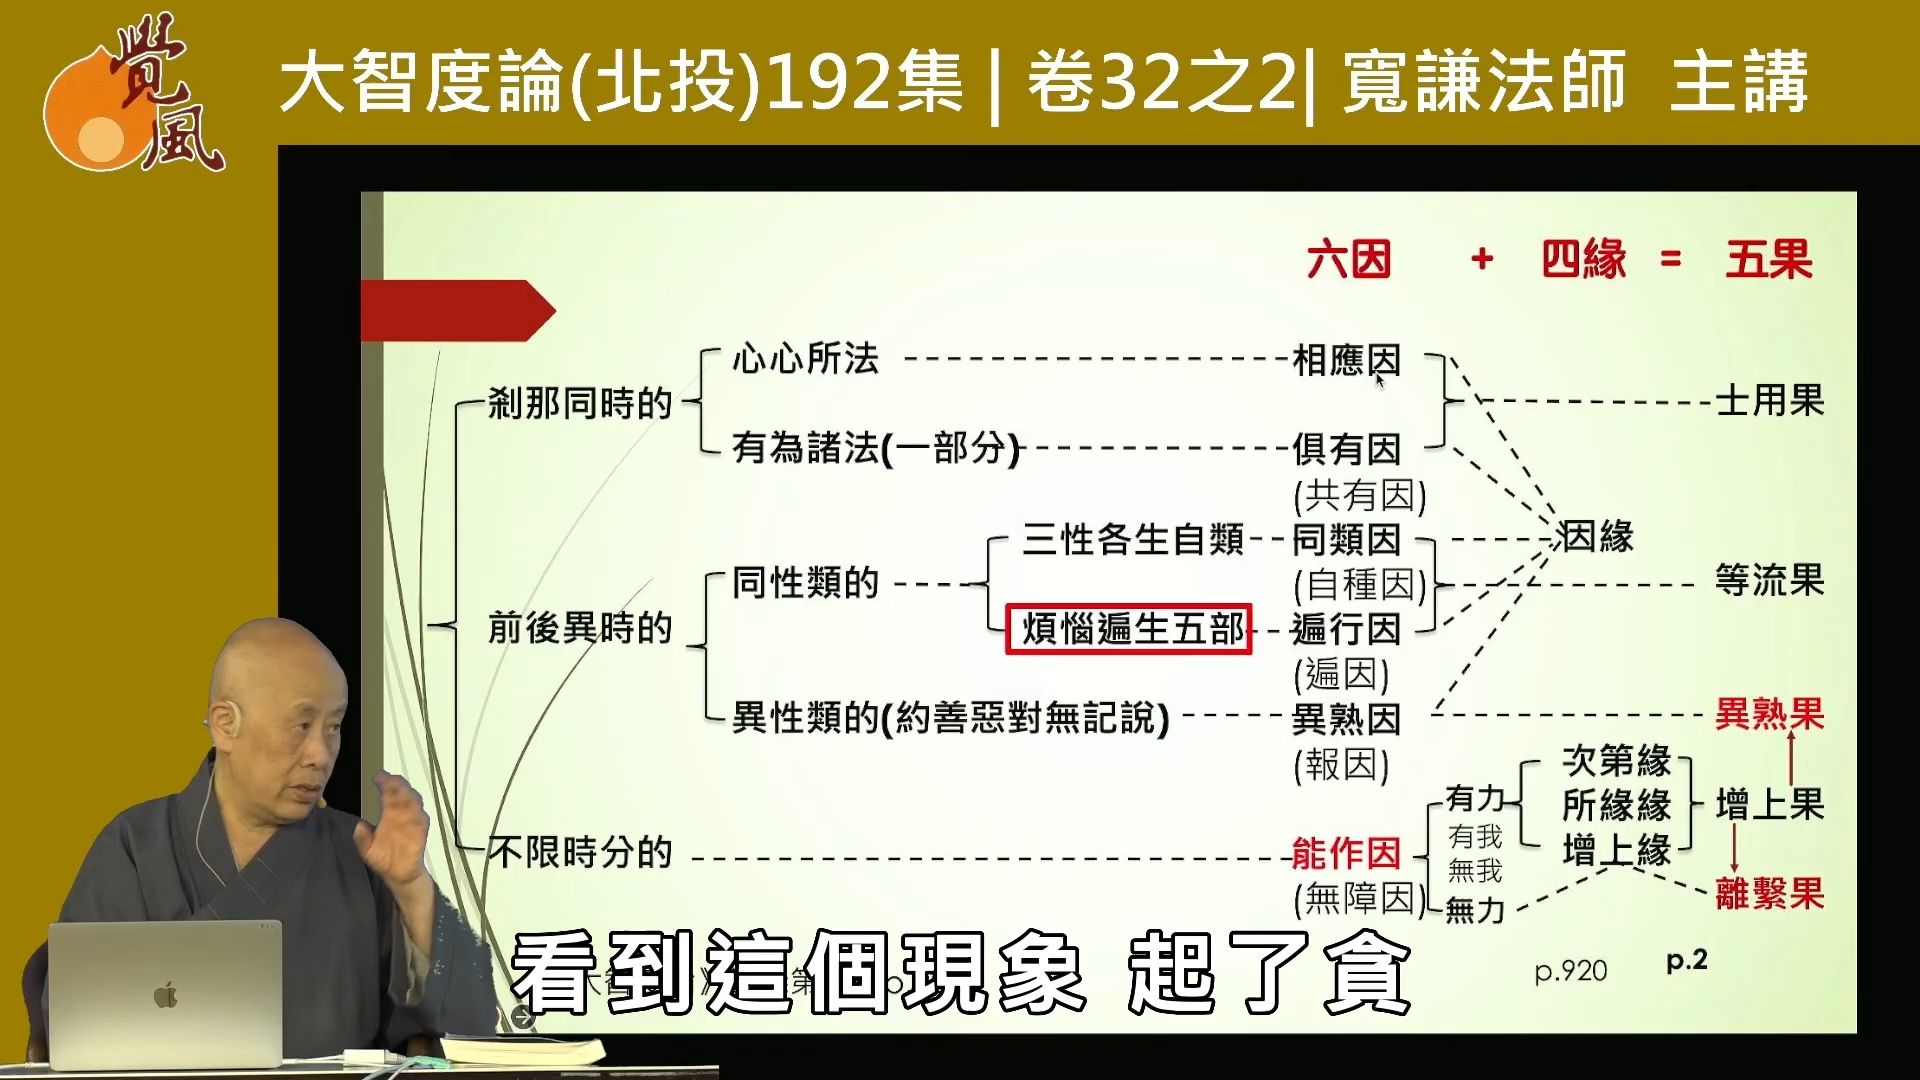 覺風
大智度論(北投)192集 | 卷32之2| 寬謙法師 主講
六因 + 四緣 = 五果
心心所法 相應因
剎那同時的 士用果
有為諸法(一部分) 俱有因
(共有因)
三性各生自類 同類因 因緣
同性類的 (自種因) 等流果
前後異時的 煩惱遍生五部 遍行因
(遍因)
異性類的(約善惡對無記說) 異熟因 異熟果
(報因) 次第緣
有力 所緣緣 增上果
有我
不限時分的 能作因 增上緣
無我
(無障因) 無力 離繫果
看到這個現象 起了貪
p.920 p.2